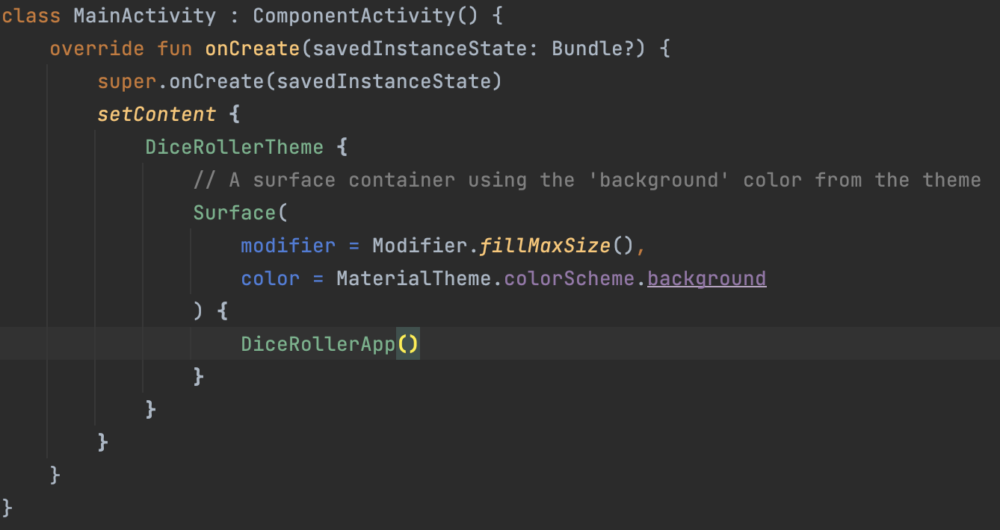 class MainActivity : ComponentActivity() {
    override fun onCreate(savedInstanceState: Bundle?) {
        super.onCreate(savedInstanceState)
        setContent {
            DiceRollerTheme {
                // A surface container using the 'background' color from the theme
                Surface(
                    modifier = Modifier.fillMaxSize(),
                    color = MaterialTheme.colorScheme.background
                ) {
                    DiceRollerApp()
                }
            }
        }
    }
}